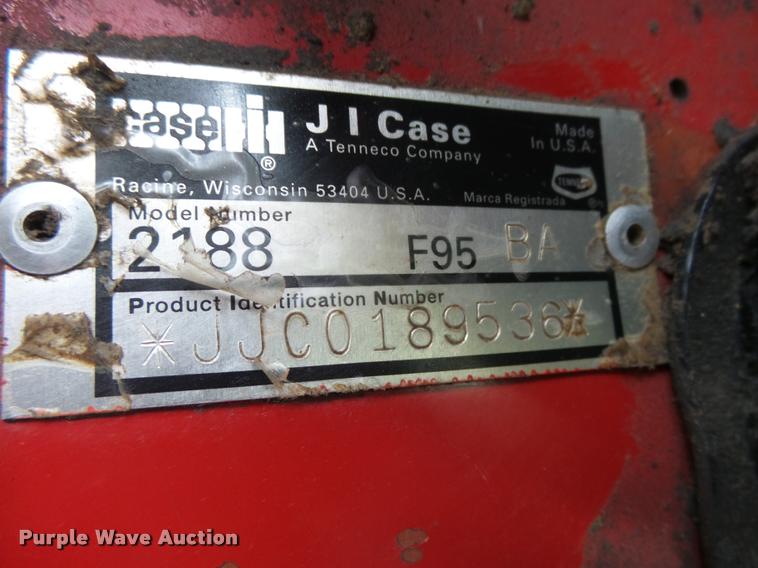 case IH ®
J I Case
A Tenneco Company
Made
In U.S.A.
Racine, Wisconsin 53404 U.S.A.
Marca Registrada
Model Number
2188 F95 BA
Product Identification Number
*JJC0189536*
Purple Wave Auction